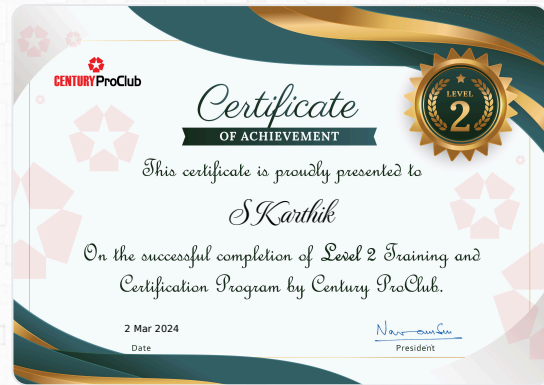 CENTURY ProClub
Certificate
OF ACHIEVEMENT
LEVEL
2
This certificate is proudly presented to
S Karthik
On the successful completion of Level 2 Training and
Certification Program by Century ProClub.
2 Mar 2024
Date
President